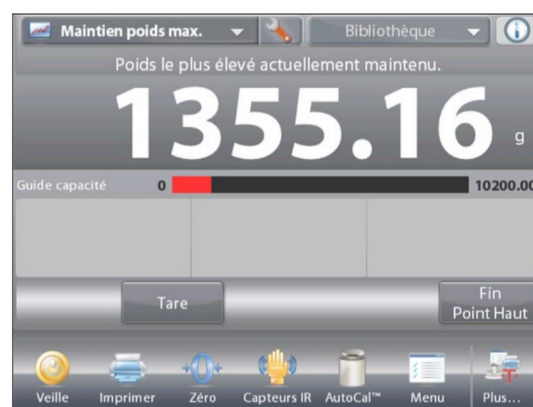 Maintien poids max.
Bibliothèque
Poids le plus élevé actuellement maintenu.
1355.16 g
Guide capacité 0 10200.00
Tare
Fin
Point Haut
Veille Imprimer Zéro Capteurs IR AutoCal™ Menu Plus...